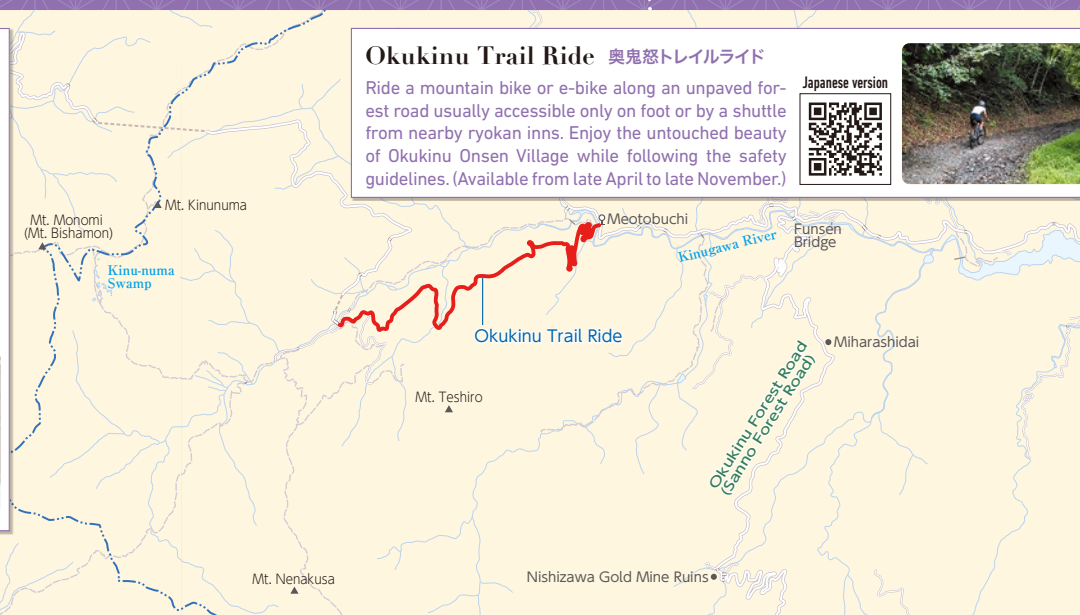 Okukinu Trail Ride 奥鬼怒トレイルライド
Ride a mountain bike or e-bike along an unpaved for-
est road usually accessible only on foot or by a shuttle
from nearby ryokan inns. Enjoy the untouched beauty
of Okukinu Onsen Village while following the safety
guidelines. (Available from late April to late November.)
Japanese version
Mt. Kinunuma
Mt. Monomi
(Mt. Bishamon)
Kinu-numa
Swamp
Meotobuchi
Kinugawa River
Funsen
Bridge
Okukinu Trail Ride
Miharashidai
Okukinu Forest Road
(Sanno Forest Road)
Mt. Teshiro
Mt. Nenakusa
Nishizawa Gold Mine Ruins